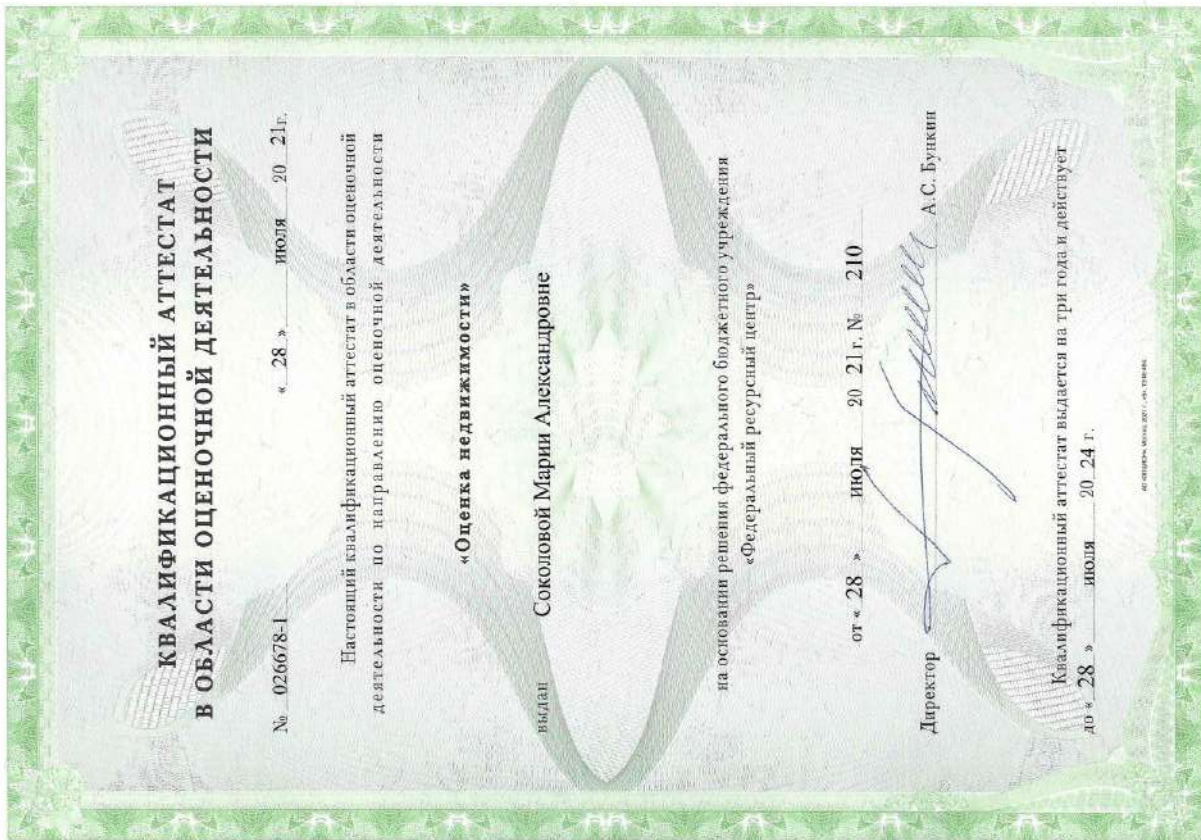 КВАЛИФИКАЦИОННЫЙ АТТЕСТАТ
В ОБЛАСТИ ОЦЕНОЧНОЙ ДЕЯТЕЛЬНОСТИ
№ 026678-1 « 28 » июля 20 21г.
Настоящий квалификационный аттестат в области оценочной
деятельности по направлению оценочной деятельности
«Оценка недвижимости»
выдан Соколовой Марии Александровне
на основании решения федерального бюджетного учреждения
«Федеральный ресурсный центр»
от « 28 » июля 20 21 г. № 210
Директор А.С. Бункин
Квалификационный аттестат выдается на три года и действует
до « 28 » июля 20 24 г.